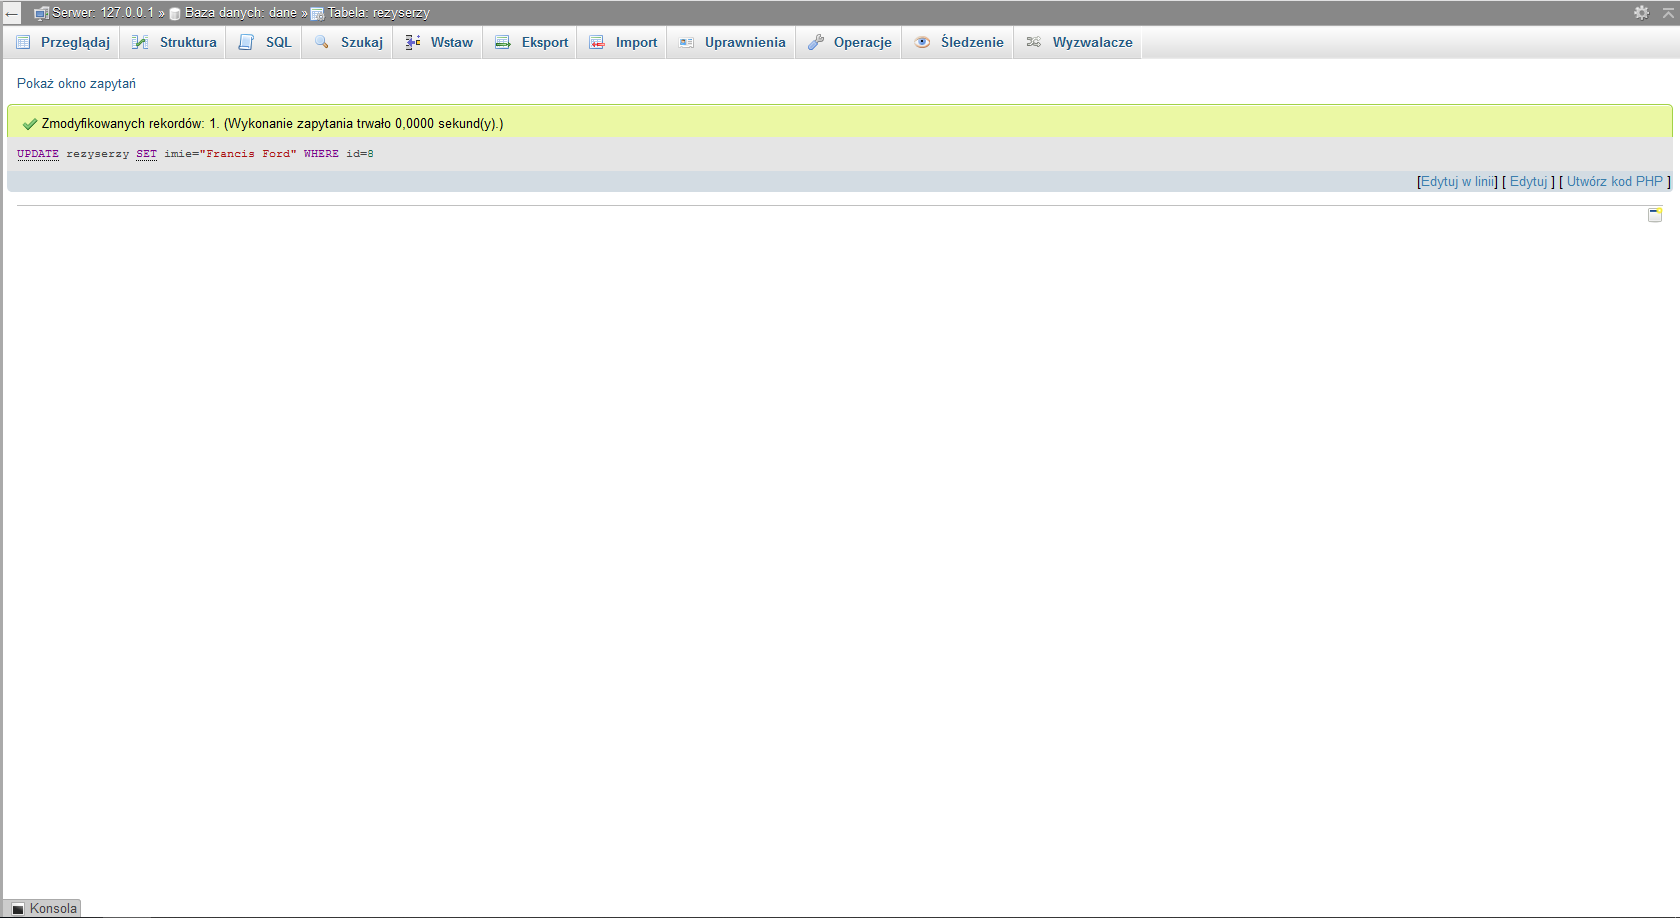 ← Serwer: 127.0.0.1 » Baza danych: dane » Tabela: rezyserzy
Przeglądaj Struktura SQL Szukaj Wstaw Eksport Import Uprawnienia Operacje Śledzenie Wyzwalacze
Pokaż okno zapytań
Zmodyfikowanych rekordów: 1. (Wykonanie zapytania trwało 0,0000 sekund(y).)
UPDATE rezyserzy SET imie="Francis Ford" WHERE id=8
[Edytuj w linii] [ Edytuj ] [ Utwórz kod PHP ]
Konsola